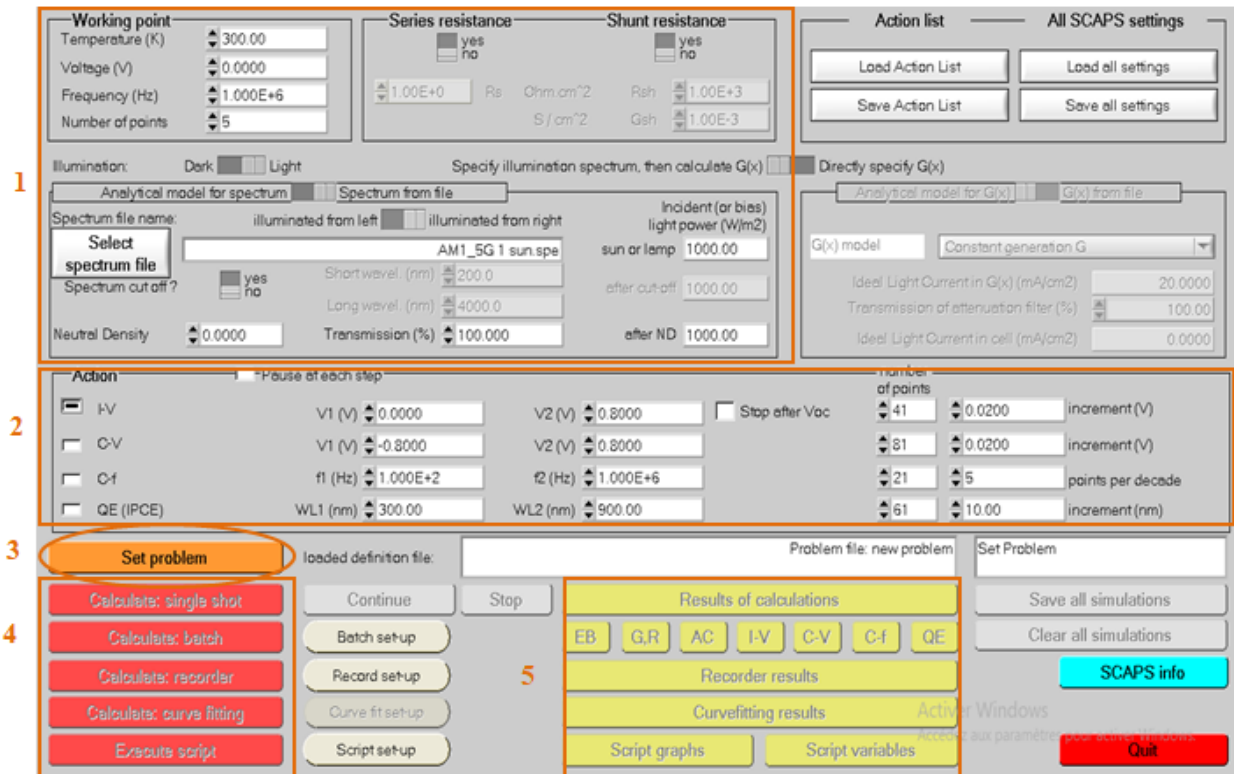 Working point
Temperature (K) 300.00
Voltage (V) 0.0000
Frequency (Hz) 1.000E+6
Number of points 5
Series resistance Shunt resistance
yes yes
no no
1.00E+0 Rs Ohm.cm^2 Rsh 1.00E+3
S / cm^2 Gsh 1.00E-3
Action list All SCAPS settings
Load Action List Load all settings
Save Action List Save all settings
1
Illumination: Dark Light Specify illumination spectrum, then calculate G(x) Directly specify G(x)
Analytical model for spectrum Spectrum from file
Spectrum file name: illuminated from left illuminated from right
Incident (or bias)
light power (W/m2)
Select
spectrum file
AM1_5G 1 sun.spe sun or lamp 1000.00
Spectrum cut off ? yes
no
Short wavel. (nm) 200.0
Long wavel. (nm) 4000.0
after cut-off 1000.00
Neutral Density 0.0000 Transmission (%) 100.000 after ND 1000.00
Analytical model for G(x) G(x) from file
G(x) model Constant generation G
Ideal Light Current in G(x) (mA/cm2) 20.0000
Transmission of attenuation filter (%) 100.00
Ideal Light Current in cell (mA/cm2) 0.0000
2
Action Pause at each step number
of points
I-V V1 (V) 0.0000 V2 (V) 0.8000 Stop after Voc 41 0.0200 increment (V)
C-V V1 (V) -0.8000 V2 (V) 0.8000 81 0.0200 increment (V)
C-f f1 (Hz) 1.000E+2 f2 (Hz) 1.000E+6 21 5 points per decade
QE (IPCE) WL1 (nm) 300.00 WL2 (nm) 900.00 61 10.00 increment (nm)
3
Set problem loaded definition file: Problem file: new problem Set Problem
4
Calculate: single shot Continue Stop Results of calculations Save all simulations
Calculate: batch Batch set-up EB G,R AC I-V C-V C-f QE Clear all simulations
5
Calculate: recorder Record set-up Recorder results SCAPS info
Calculate: curve fitting Curve fit set-up Curvefitting results
Activer Windows
Accédez aux paramètres pour activer Windows.
Execute script Script set-up Script graphs Script variables Quit